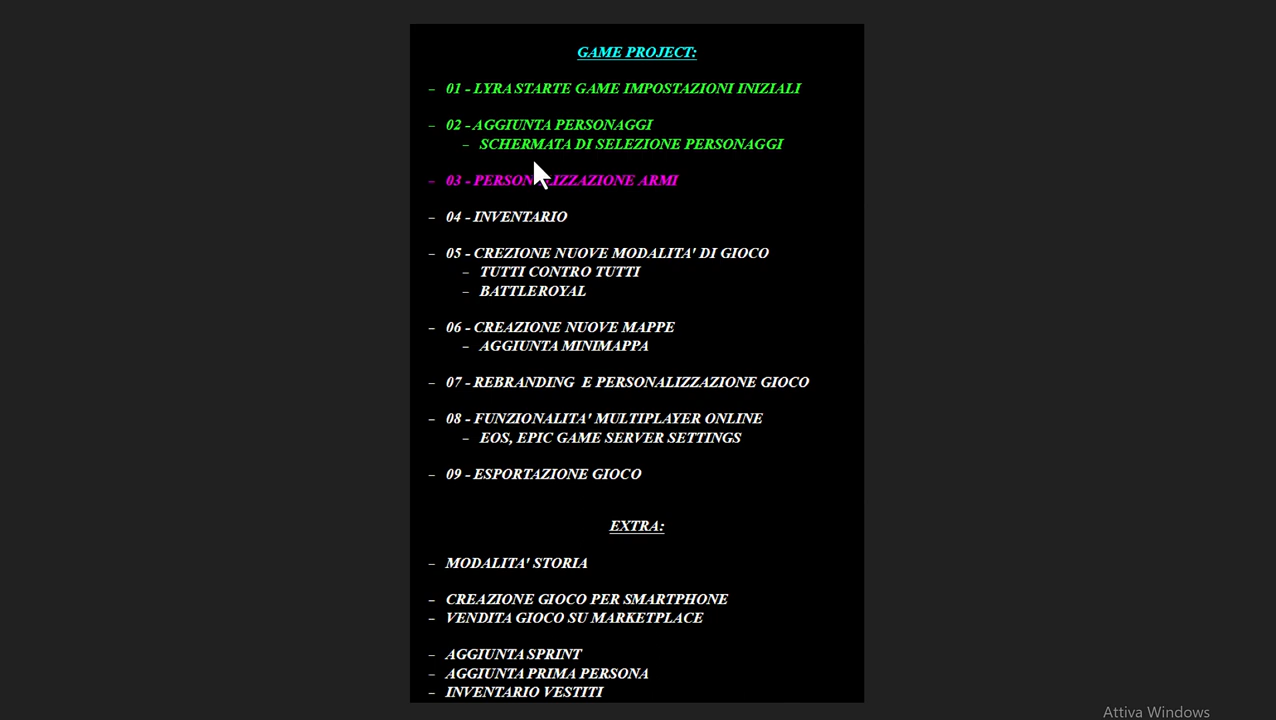 GAME PROJECT:
- 01 - LYRA STARTE GAME IMPOSTAZIONI INIZIALI
- 02 - AGGIUNTA PERSONAGGI
- SCHERMATA DI SELEZIONE PERSONAGGI
- 03 - PERSONALIZZAZIONE ARMI
- 04 - INVENTARIO
- 05 - CREZIONE NUOVE MODALITA' DI GIOCO
- TUTTI CONTRO TUTTI
- BATTLEROYAL
- 06 - CREAZIONE NUOVE MAPPE
- AGGIUNTA MINIMAPPA
- 07 - REBRANDING E PERSONALIZZAZIONE GIOCO
- 08 - FUNZIONALITA' MULTIPLAYER ONLINE
- EOS, EPIC GAME SERVER SETTINGS
- 09 - ESPORTAZIONE GIOCO
EXTRA:
- MODALITA' STORIA
- CREAZIONE GIOCO PER SMARTPHONE
- VENDITA GIOCO SU MARKETPLACE
- AGGIUNTA SPRINT
- AGGIUNTA PRIMA PERSONA
- INVENTARIO VESTITI
Attiva Windows